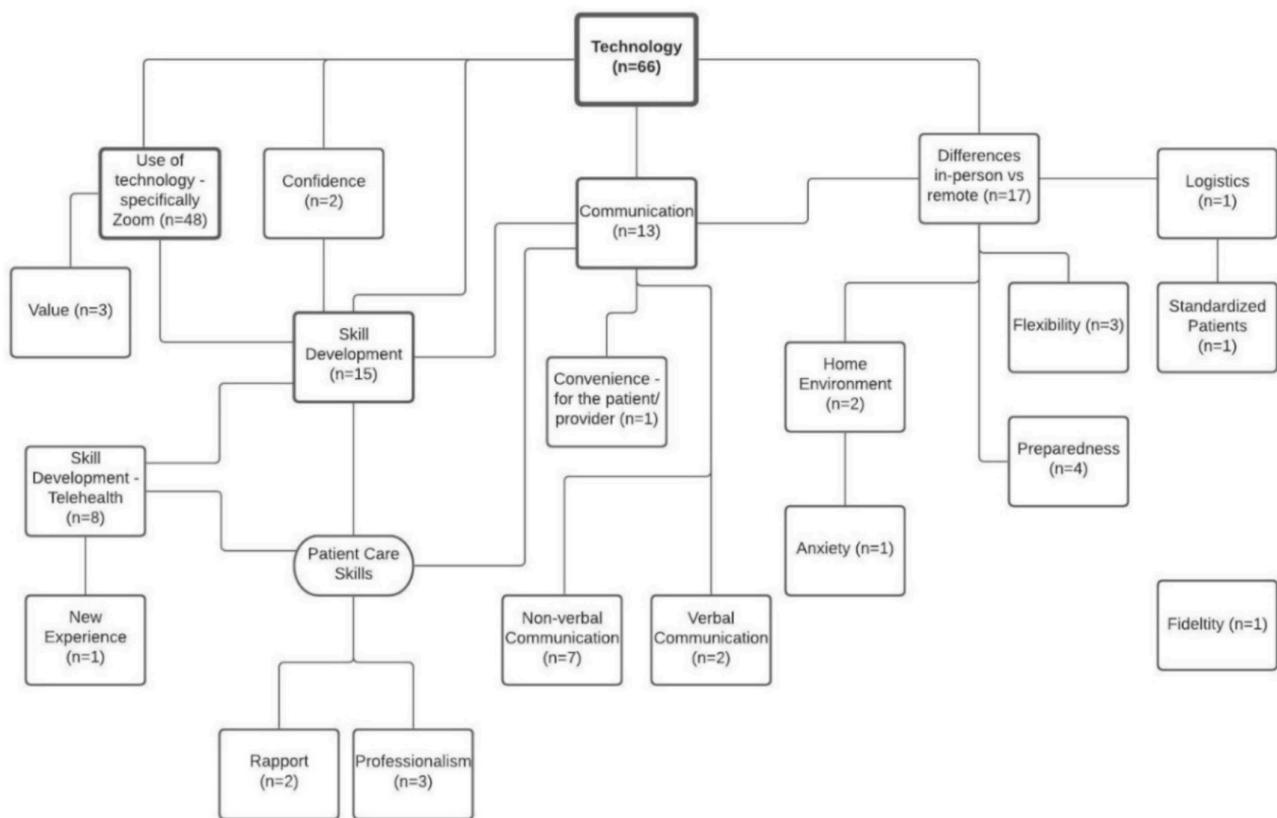 Technology
(n=66)
Use of
technology -
specifically
Zoom (n=48)
Confidence
(n=2)
Communication
(n=13)
Differences
in-person vs
remote (n=17)
Logistics
(n=1)
Value (n=3)
Skill
Development
(n=15)
Convenience -
for the patient/
provider (n=1)
Home
Environment
(n=2)
Flexibility (n=3)
Standardized
Patients
(n=1)
Skill
Development -
Telehealth
(n=8)
Preparedness
(n=4)
Patient Care
Skills
Anxiety (n=1)
New
Experience
(n=1)
Non-verbal
Communication
(n=7)
Verbal
Communication
(n=2)
Fideltity (n=1)
Rapport
(n=2)
Professionalism
(n=3)